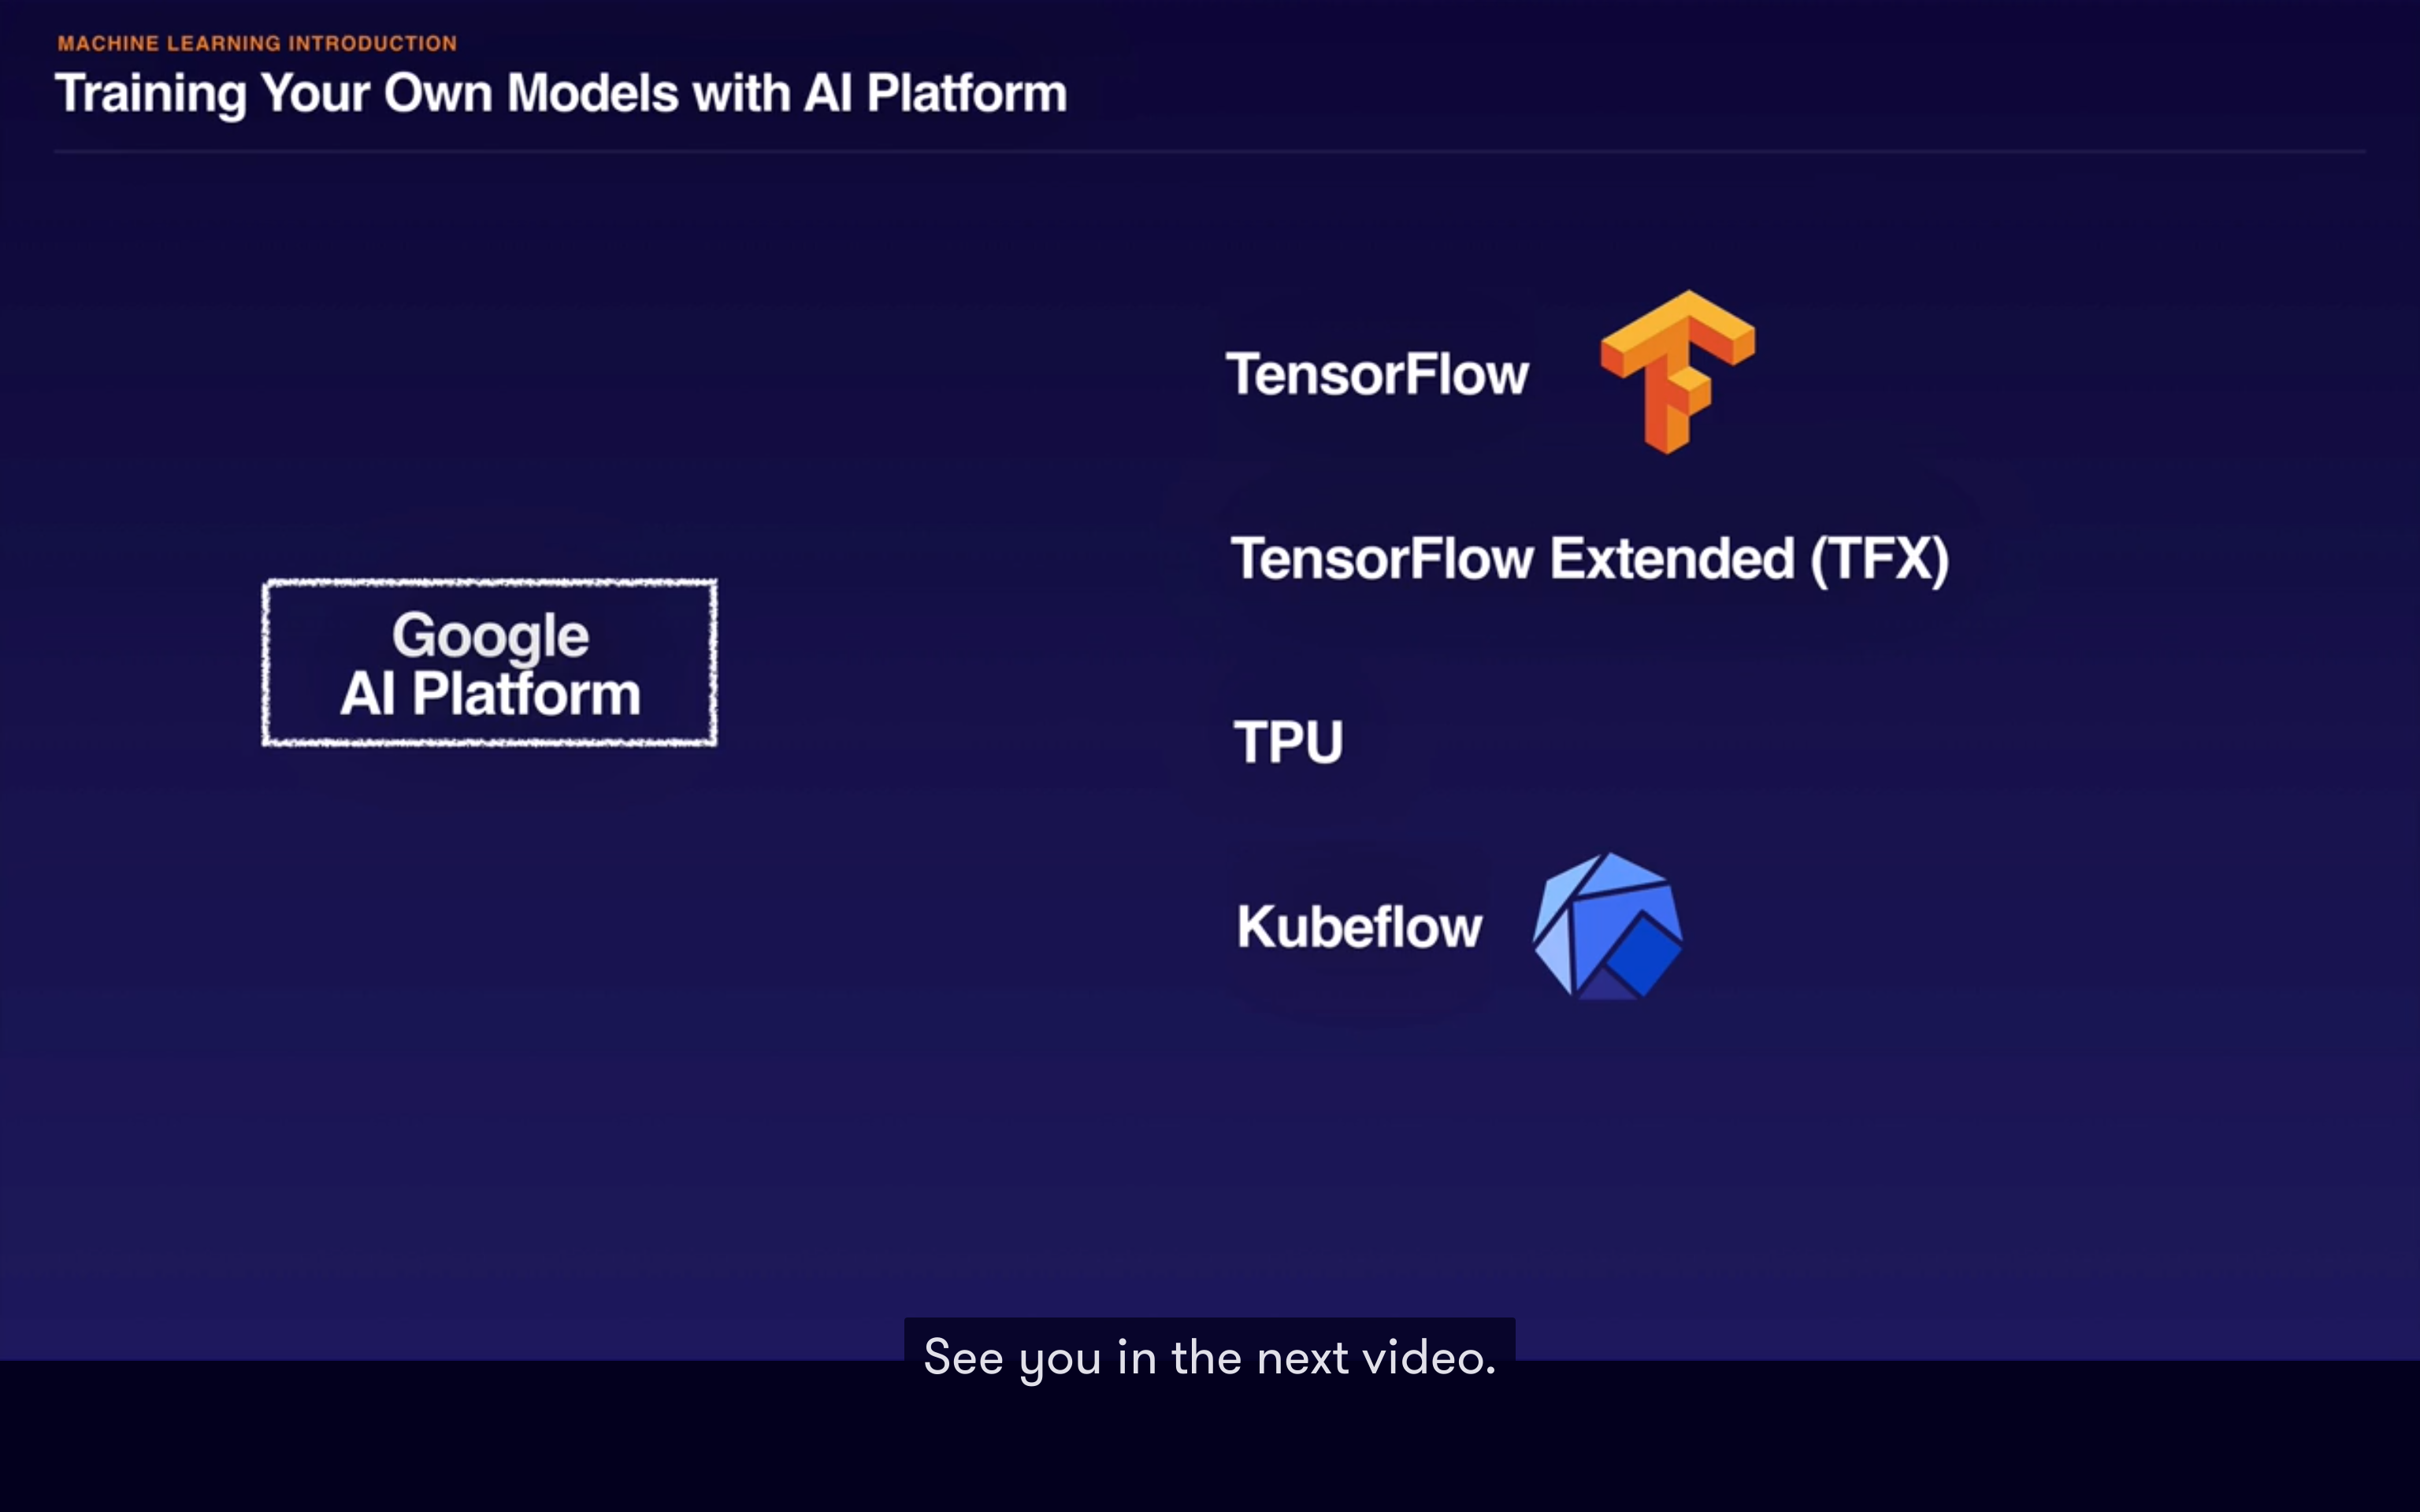 MACHINE LEARNING INTRODUCTION
Training Your Own Models with AI Platform
Google
AI Platform
TensorFlow
TensorFlow Extended (TFX)
TPU
Kubeflow
See you in the next video.